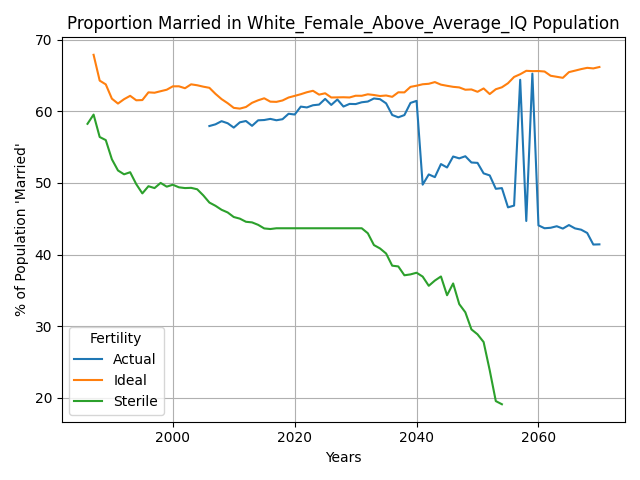 Proportion Married in White_Female_Above_Average_IQ Population
% of Population 'Married'
70
60
50
40
30
20
Fertility
Actual
Ideal
Sterile
2000
2020
2040
2060
Years